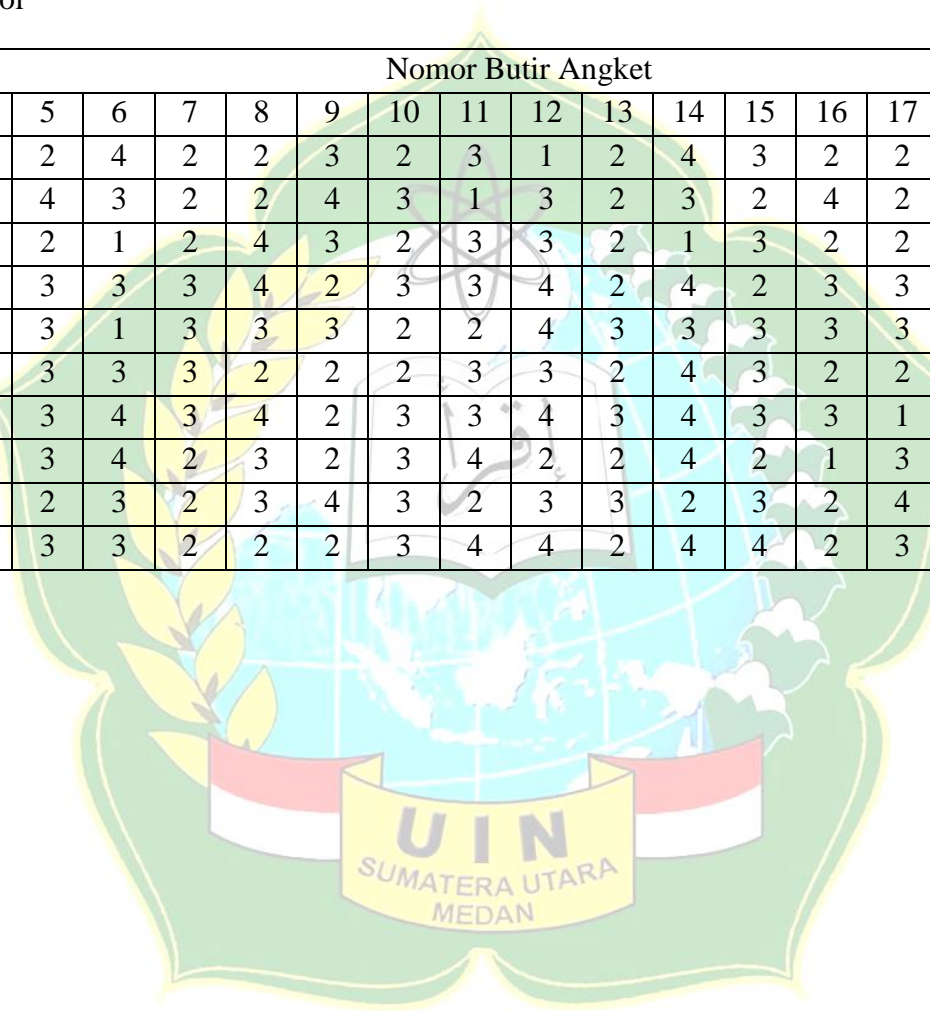 or
Nomor Butir Angket
5 6 7 8 9 10 11 12 13 14 15 16 17
2 4 2 2 3 2 3 1 2 4 3 2 2
4 3 2 2 4 3 1 3 2 3 2 4 2
2 1 2 4 3 2 3 3 2 1 3 2 2
3 3 3 4 2 3 3 4 2 4 2 3 3
3 1 3 3 3 2 2 4 3 3 3 3 3
3 3 3 2 2 2 3 3 2 4 3 2 2
3 4 3 4 2 3 3 4 3 4 3 3 1
3 4 2 3 2 3 4 2 2 4 2 1 3
2 3 2 3 4 3 2 3 3 2 3 2 4
3 3 2 2 2 3 4 4 2 4 4 2 3
إقرأ
UIN
SUMATERA UTARA
MEDAN